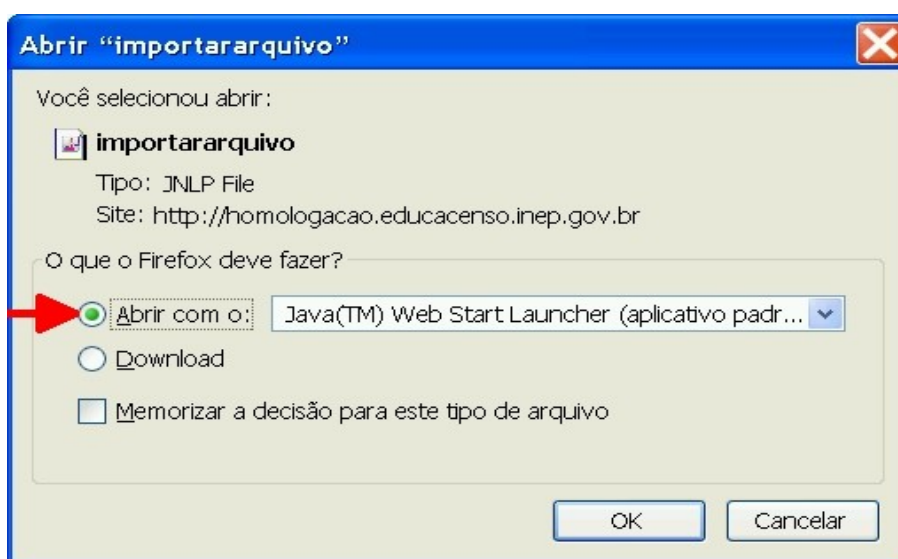 Abrir “importararquivo”
Você selecionou abrir:
importararquivo
Tipo: JNLP File
Site: http://homologacao.educacenso.inep.gov.br
O que o Firefox deve fazer?
Abrir com o: Java(TM) Web Start Launcher (aplicativo padr...
Download
Memorizar a decisão para este tipo de arquivo
OK Cancelar